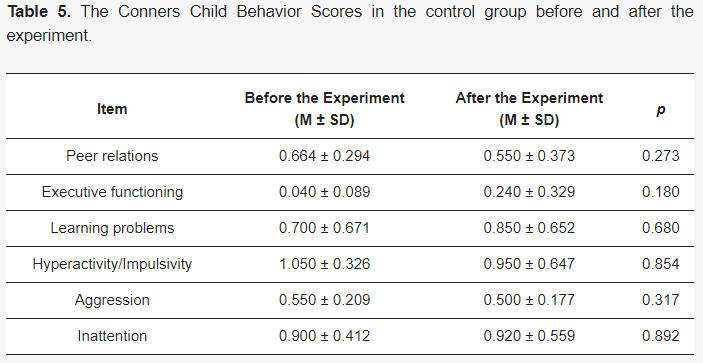 Table 5. The Conners Child Behavior Scores in the control group before and after the
experiment.
Item Before the Experiment (M ± SD) After the Experiment (M ± SD) p
Peer relations 0.664 ± 0.294 0.550 ± 0.373 0.273
Executive functioning 0.040 ± 0.089 0.240 ± 0.329 0.180
Learning problems 0.700 ± 0.671 0.850 ± 0.652 0.680
Hyperactivity/Impulsivity 1.050 ± 0.326 0.950 ± 0.647 0.854
Aggression 0.550 ± 0.209 0.500 ± 0.177 0.317
Inattention 0.900 ± 0.412 0.920 ± 0.559 0.892